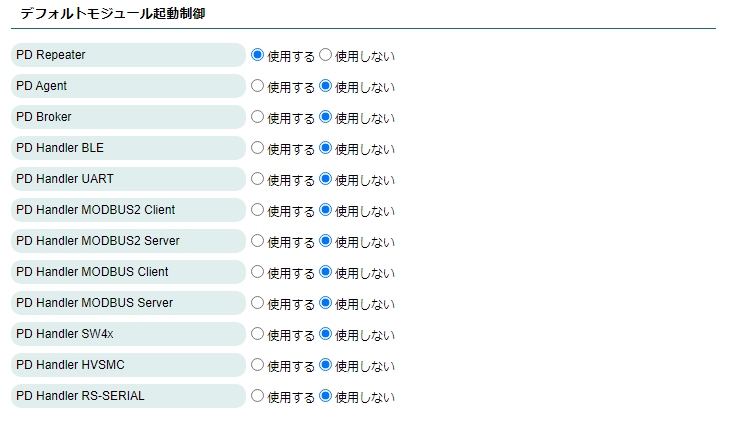 デフォルトモジュール起動制御
PD Repeater 使用する 使用しない
PD Agent 使用する 使用しない
PD Broker 使用する 使用しない
PD Handler BLE 使用する 使用しない
PD Handler UART 使用する 使用しない
PD Handler MODBUS2 Client 使用する 使用しない
PD Handler MODBUS2 Server 使用する 使用しない
PD Handler MODBUS Client 使用する 使用しない
PD Handler MODBUS Server 使用する 使用しない
PD Handler SW4x 使用する 使用しない
PD Handler HVSMC 使用する 使用しない
PD Handler RS-SERIAL 使用する 使用しない